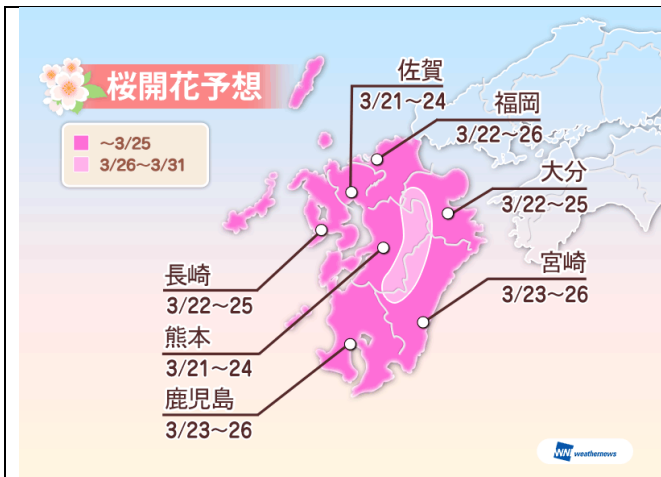 桜開花予想
～3/25
3/26～3/31
佐賀
3/21～24
福岡
3/22～26
大分
3/22～25
宮崎
3/23～26
長崎
3/22～25
熊本
3/21～24
鹿児島
3/23～26
WNI weathernews